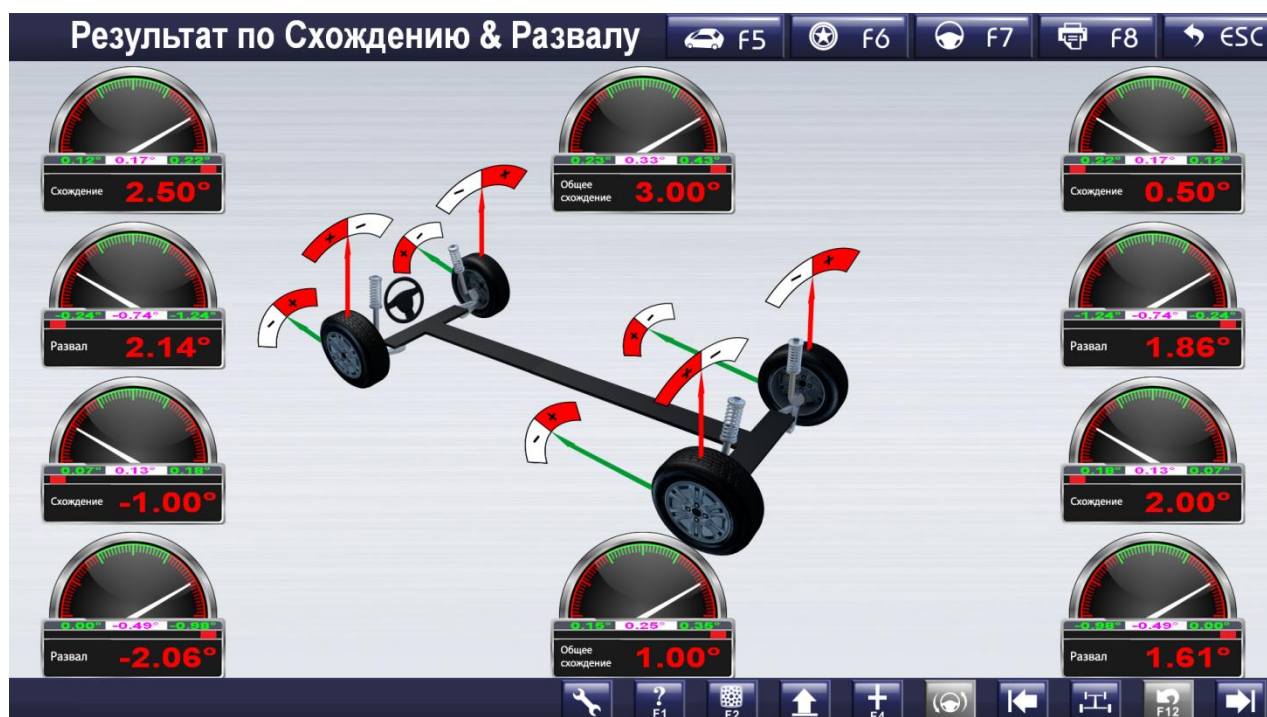 Результат по Схождению & Развалу
F5
F6
F7
F8
ESC
0.12° 0.17° 0.22°
Схождение 2.50°
0.23° 0.33° 0.43°
Общее
схождение 3.00°
0.22° 0.17° 0.12°
Схождение 0.50°
-0.24° -0.74° -1.24°
Развал 2.14°
-1.24° -0.74° -0.24°
Развал 1.86°
0.07° 0.13° 0.18°
Схождение -1.00°
0.18° 0.13° 0.07°
Схождение 2.00°
0.00° -0.49° -0.98°
Развал -2.06°
0.15° 0.25° 0.35°
Общее
схождение 1.00°
-0.98° -0.49° 0.00°
Развал 1.61°
?
F1
F2
F4
F12